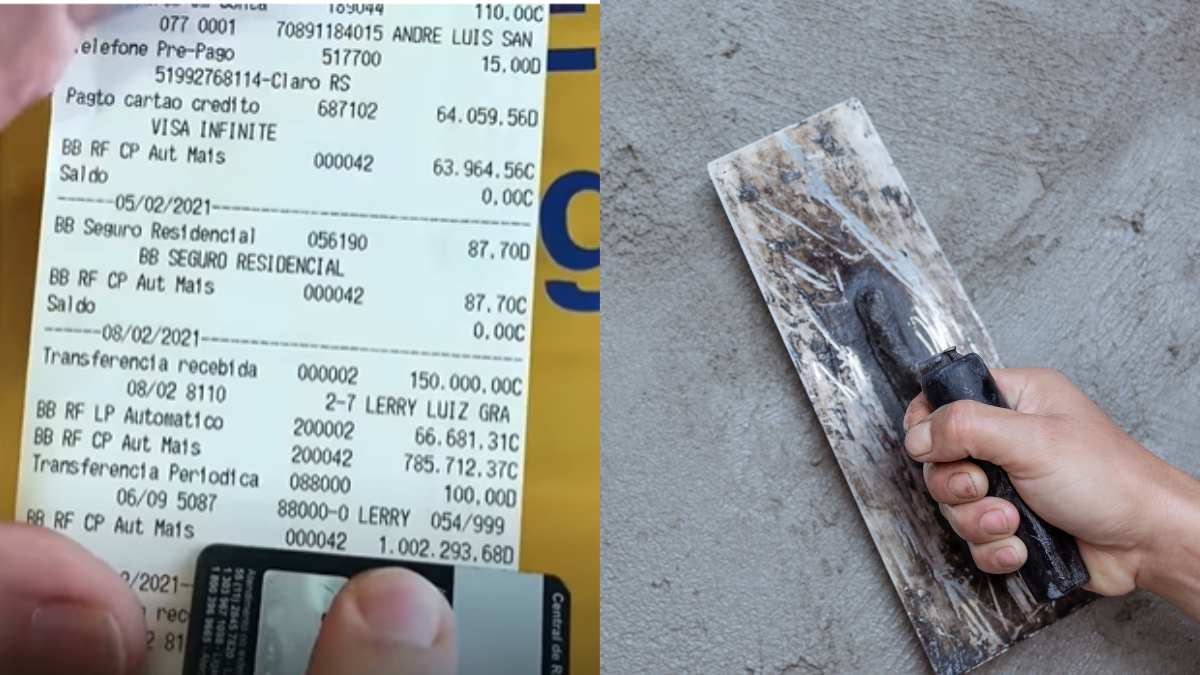 110.00C
077 0001 70891184015 ANDRE LUIS SAN
Telefone Pre-Pago 517700 15.00D
51992768114-Claro RS
Pagto cartao credito 687102 64.059.56D
VISA INFINITE
BB RF CP Aut Mais 000042 63.964.56C
Saldo 0.00C
------05/02/2021------
BB Seguro Residencial 056190 87.70D
BB SEGURO RESIDENCIAL
BB RF CP Aut Mais 000042 87.70C
Saldo 0.00C
------08/02/2021------
Transferencia recebida 000002 150.000.00C
08/02 8110 2-7 LERRY LUIZ GRA
BB RF LP Automatico 200002 66.681.31C
BB RF CP Aut Mais 200042 785.712.37C
Transferencia Periodica 088000 100.00D
06/09 5087 88000-0 LERRY 054/999
BB RF CP Aut Mais 000042 1.002.293.68D
/2021-
rec
Central de R